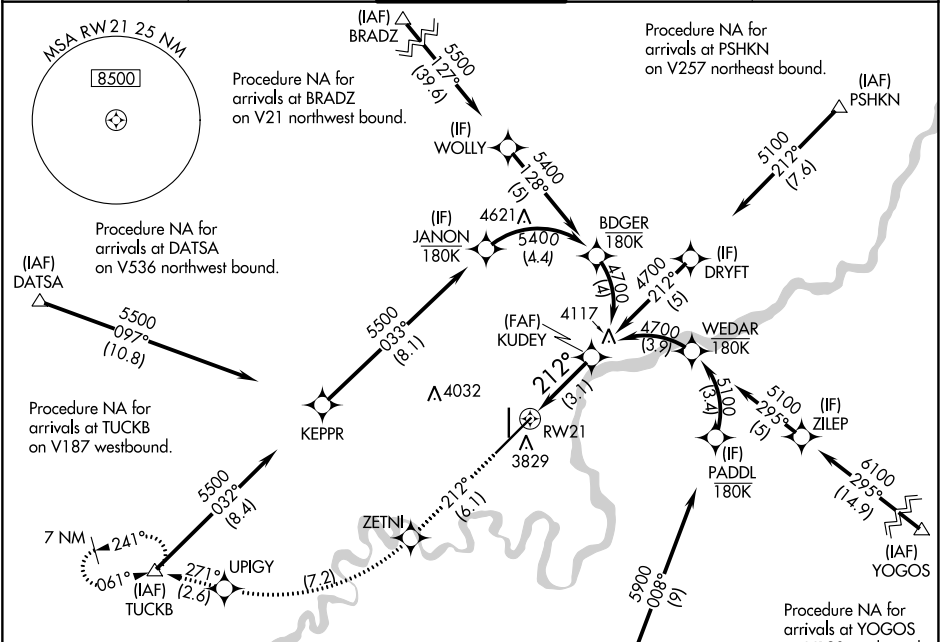 MSA RW 21 25 NM
8500
(IAF)
BRADZ
5500
127°
(39.6)
Procedure NA for
arrivals at BRADZ
on V21 northwest bound.
Procedure NA for
arrivals at PSHKN
on V257 northeast bound.
(IAF)
PSHKN
5100
212°
(7.6)
(IF)
WOLLY
5400
128°
(5)
Procedure NA for
arrivals at DATSA
on V536 northwest bound.
(IF)
JANON
180K
4621
5400
(4.4)
BDGER
180K
4700
(4)
(IF)
DRYFT
4700
212°
(5)
(IAF)
DATSA
5500
097°
(10.8)
5500
033°
(8.1)
4117
(FAF)
KUDEY
4700
(3.9)
WEDAR
180K
212°
(3.1)
5100
(3.4)
5100
295°
(5)
(IF)
ZILEP
4032
KEPPR
RW21
3829
(IF)
PADDL
180K
6100
295°
(14.9)
(IAF)
YOGOS
Procedure NA for
arrivals at TUCKB
on V187 westbound.
5500
032°
(8.4)
212°
(6.1)
ZETNI
7 NM
241°
061°
(IAF)
TUCKB
271°
(2.6)
UPIGY
(7.2)
5900
008°
(9)
Procedure NA for
arrivals at YOGOS